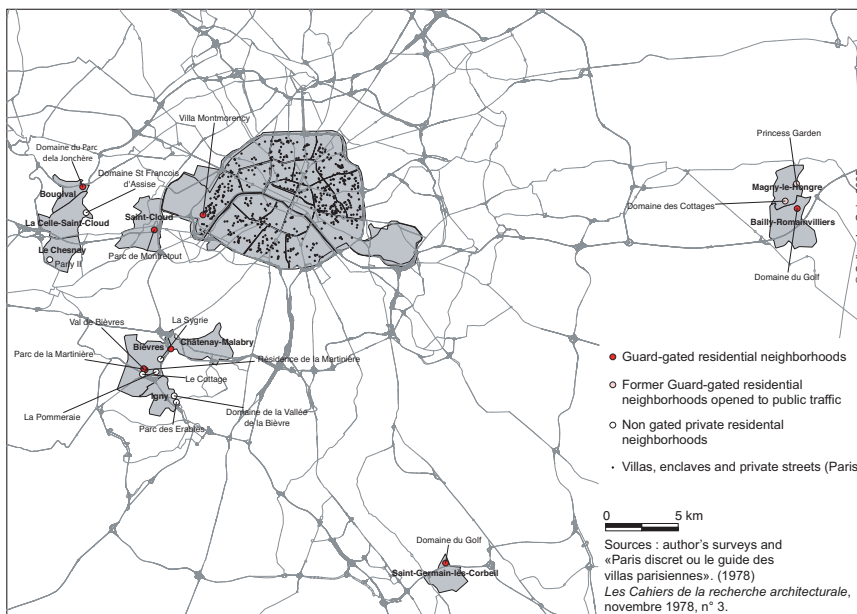 Villa Montmorency
Domaine du Parc
dela Jonchère
Domaine St Francois
d'Assise
Bougival
La Celle-Saint-Cloud
Saint-Cloud
Le Chesnay
Parly II
Parc de Montretout
Princess Garden
Magny-le-Hongre
Domaine des Cottages
Bailly-Romainvilliers
Domaine du Golf
La Sygrie
Val de Bièvres
Bièvres
Châtenay-Malabry
Parc de la Martinière
Résidence de la Martinière
Le Cottage
La Pommeraie
Igny
Domaine de la Vallée
de la Bièvre
Parc des Erables
Domaine du Golf
Saint-Germain-lès-Corbeil
Guard-gated residential neighborhoods
Former Guard-gated residential
neighborhoods opened to public traffic
Non gated private residental
neighborhoods
Villas, enclaves and private streets (Paris
0 5 km
Sources : author's surveys and
«Paris discret ou le guide des
villas parisiennes». (1978)
Les Cahiers de la recherche architecturale,
novembre 1978, n° 3.